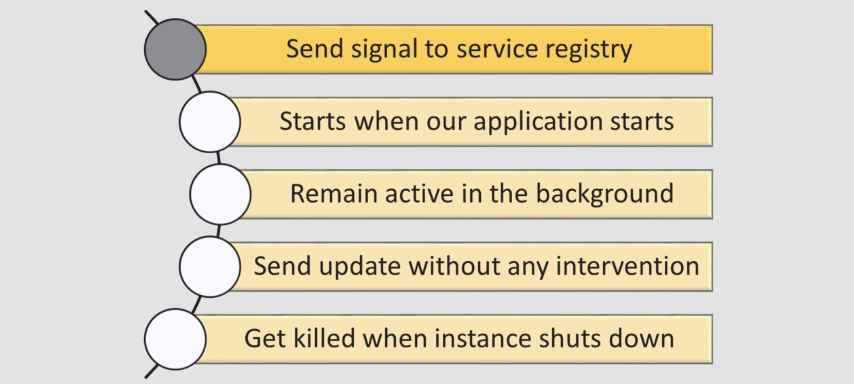 Send signal to service registry
Starts when our application starts
Remain active in the background
Send update without any intervention
Get killed when instance shuts down